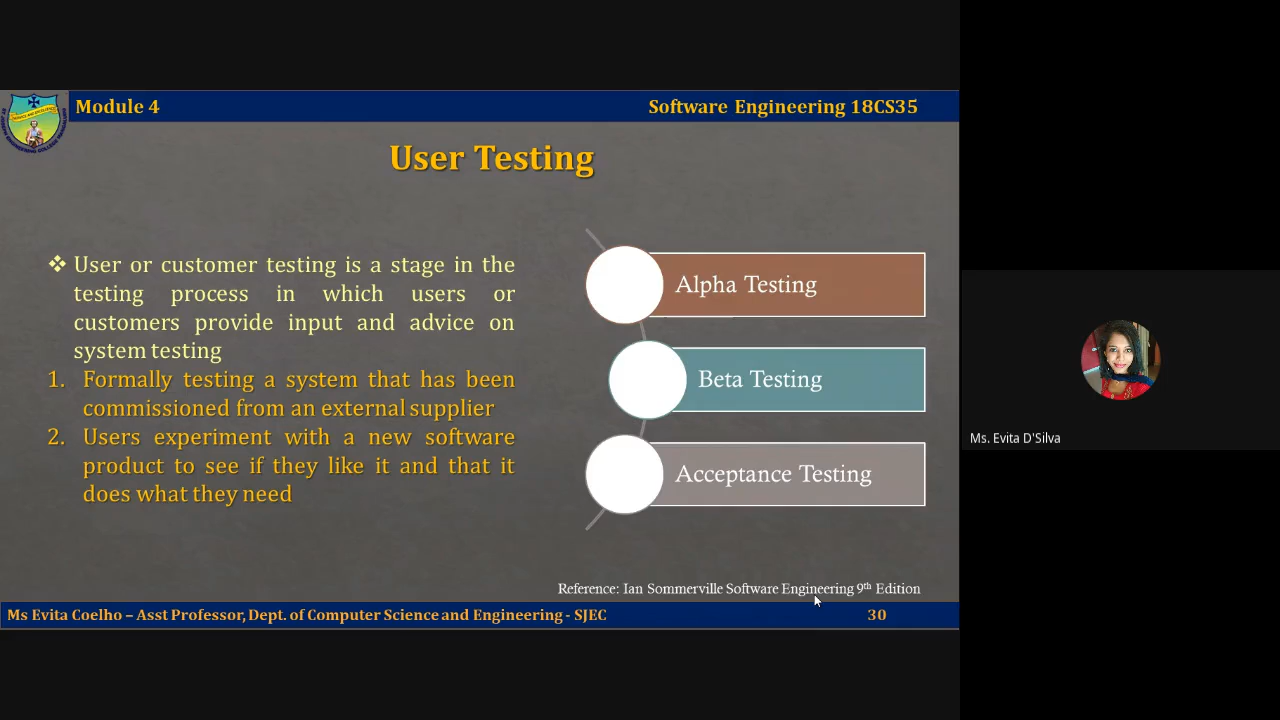 Module 4
Software Engineering 18CS35
User Testing
❖ User or customer testing is a stage in the
testing process in which users or
customers provide input and advice on
system testing
1. Formally testing a system that has been
commissioned from an external supplier
2. Users experiment with a new software
product to see if they like it and that it
does what they need
Alpha Testing
Beta Testing
Acceptance Testing
Reference: Ian Sommerville Software Engineering 9th Edition
Ms Evita Coelho – Asst Professor, Dept. of Computer Science and Engineering - SJEC
30
Ms. Evita D'Silva